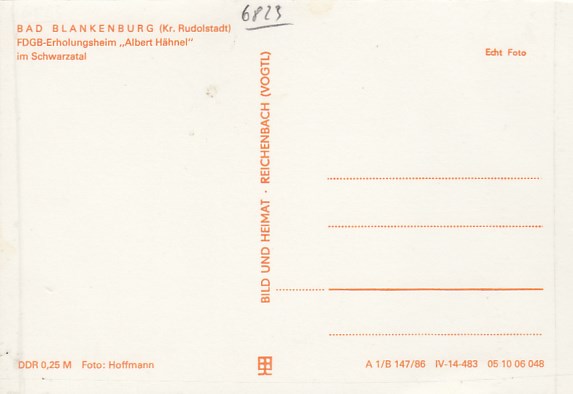 6823
BAD BLANKENBURG (Kr. Rudolstadt)
FDGB-Erholungsheim „Albert Hähnel"
im Schwarzatal
Echt Foto
BILD UND HEIMAT · REICHENBACH (VOGTL)
DDR 0,25 M Foto: Hoffmann
A 1/B 147/86 IV-14-483 05 10 06 048